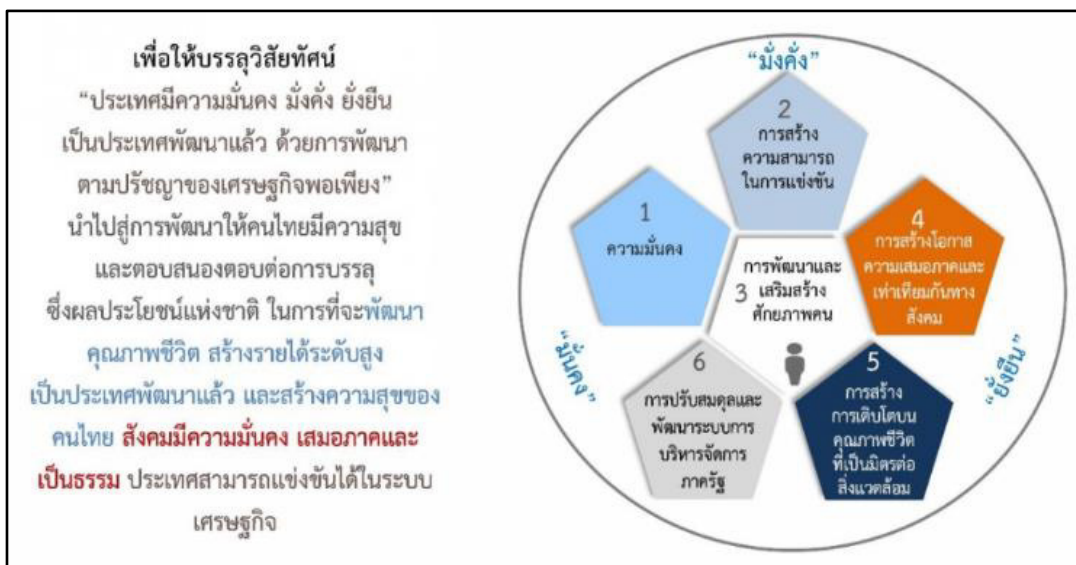 เพื่อให้บรรลุวิสัยทัศน์
“ประเทศมีความมั่นคง มั่งคั่ง ยั่งยืน
เป็นประเทศพัฒนาแล้ว ด้วยการพัฒนา
ตามปรัชญาของเศรษฐกิจพอเพียง”
นำไปสู่การพัฒนาให้คนไทยมีความสุข
และตอบสนองตอบต่อการบรรลุ
ซึ่งผลประโยชน์แห่งชาติ ในการที่จะพัฒนา
คุณภาพชีวิต สร้างรายได้ระดับสูง
เป็นประเทศพัฒนาแล้ว และสร้างความสุขของ
คนไทย สังคมมีความมั่นคง เสมอภาคและ
เป็นธรรม ประเทศสามารถแข่งขันได้ในระบบ
เศรษฐกิจ
“มั่งคั่ง”
2
การสร้าง
ความสามารถ
ในการแข่งขัน
1
ความมั่นคง
4
การสร้างโอกาส
ความเสมอภาคและ
เท่าเทียมกันทาง
สังคม
การพัฒนาและ
3 เสริมสร้าง
ศักยภาพคน
“มั่นคง”
“ยั่งยืน”
6
การปรับสมดุลและ
พัฒนาระบบการ
บริหารจัดการ
ภาครัฐ
5
การสร้าง
การเติบโตบน
คุณภาพชีวิต
ที่เป็นมิตรต่อ
สิ่งแวดล้อม